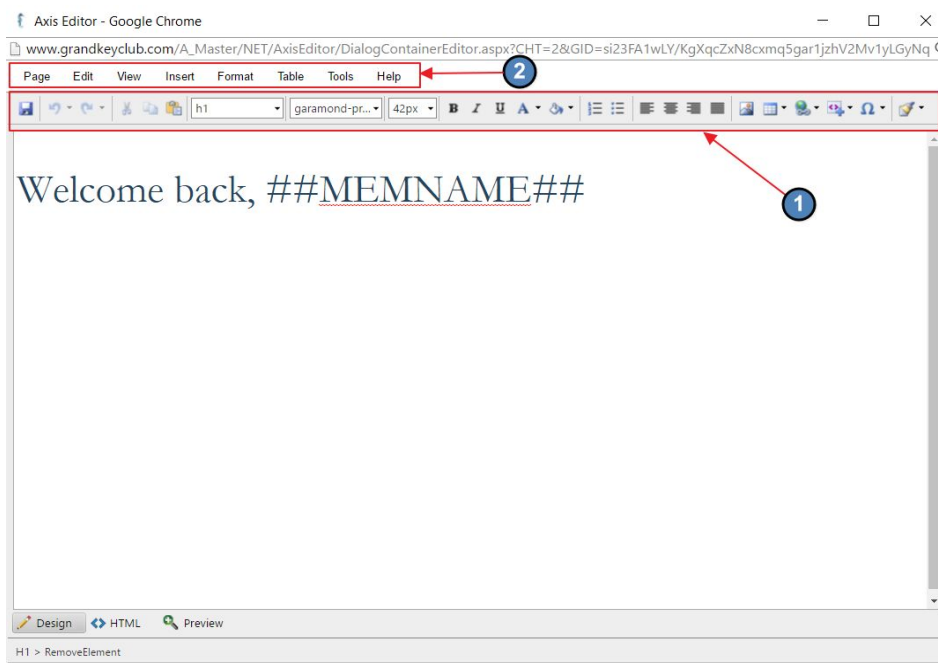 Axis Editor - Google Chrome
www.grandkeyclub.com/A_Master/NET/AxisEditor/DialogContainerEditor.aspx?CHT=2&GID=si23FA1wLY/KgXqcZxN8cxmq5gar1jzhV2Mv1yLGyNq
Page Edit View Insert Format Table Tools Help 2
h1 garamond-pr... 42px B I U A Ω
1
Welcome back, ##MEMNAME##
Design HTML Preview
H1 > RemoveElement